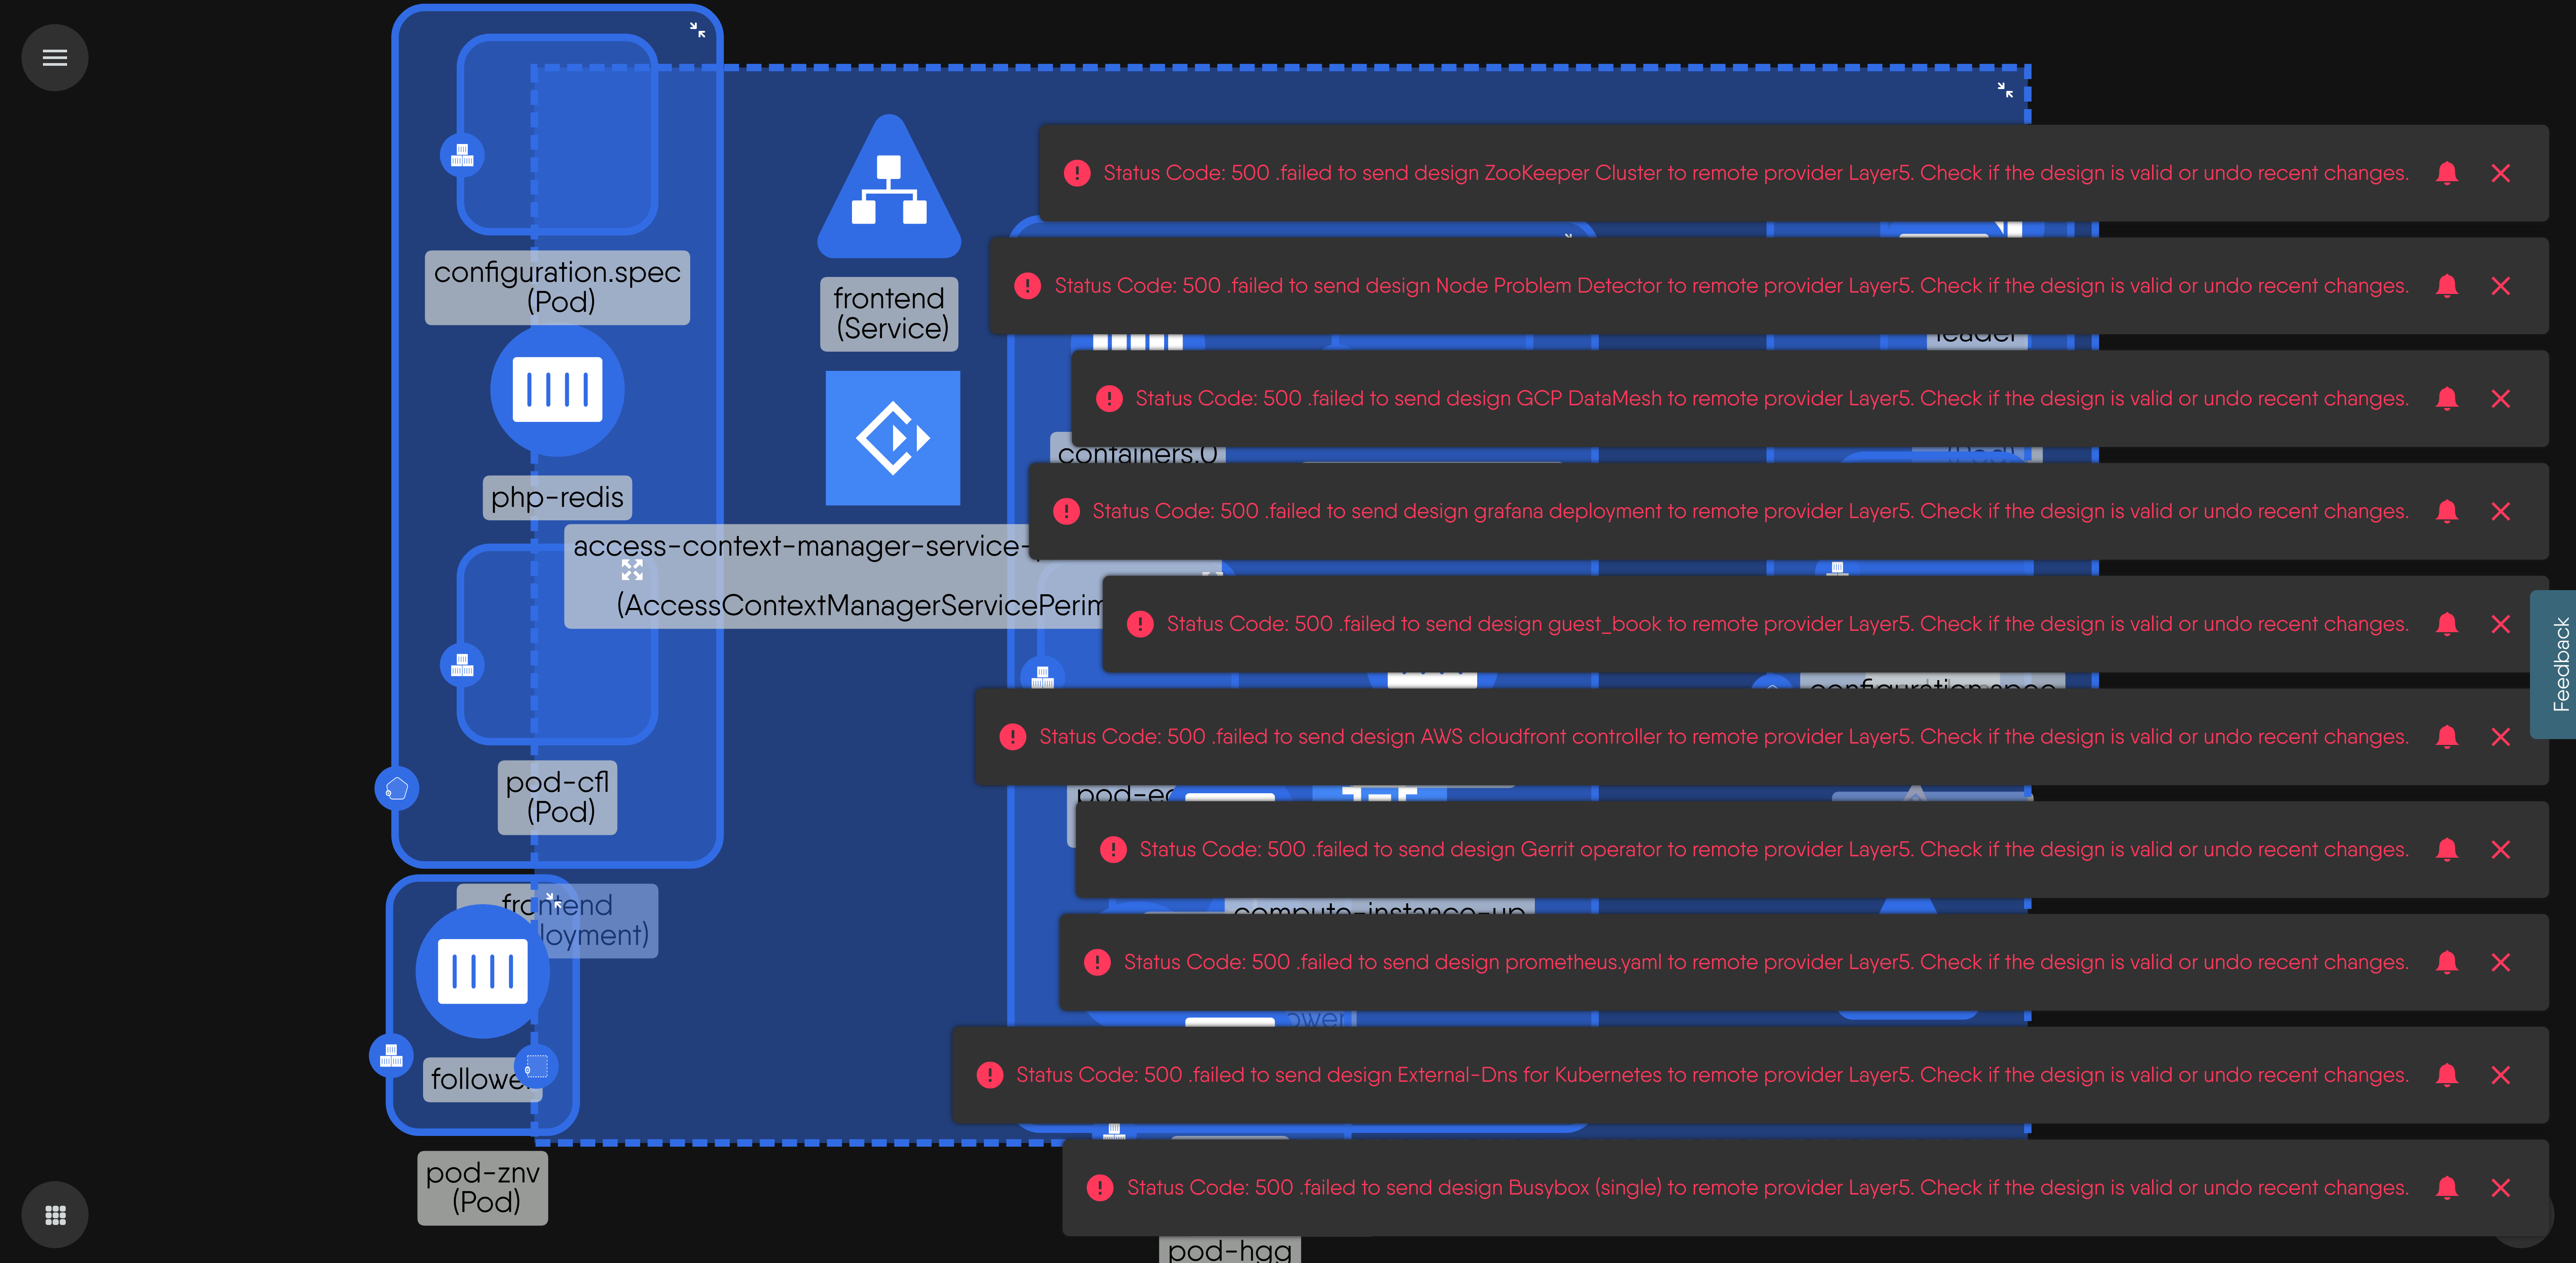 configuration.spec
(Pod)
frontend
(Service)
php-redis
access-context-manager-service-
(AccessContextManagerServicePerim
pod-cfl
(Pod)
frontend
loyment)
follower
pod-znv
(Pod)
Status Code: 500 .failed to send design ZooKeeper Cluster to remote provider Layer5. Check if the design is valid or undo recent changes.
Status Code: 500 .failed to send design Node Problem Detector to remote provider Layer5. Check if the design is valid or undo recent changes.
leader
Status Code: 500 .failed to send design GCP DataMesh to remote provider Layer5. Check if the design is valid or undo recent changes.
containers.0
(Pod)
Status Code: 500 .failed to send design grafana deployment to remote provider Layer5. Check if the design is valid or undo recent changes.
Status Code: 500 .failed to send design guest_book to remote provider Layer5. Check if the design is valid or undo recent changes.
configuration.spec
Status Code: 500 .failed to send design AWS cloudfront controller to remote provider Layer5. Check if the design is valid or undo recent changes.
Status Code: 500 .failed to send design Gerrit operator to remote provider Layer5. Check if the design is valid or undo recent changes.
compute-instance-up
Status Code: 500 .failed to send design prometheus.yaml to remote provider Layer5. Check if the design is valid or undo recent changes.
Status Code: 500 .failed to send design External-Dns for Kubernetes to remote provider Layer5. Check if the design is valid or undo recent changes.
Status Code: 500 .failed to send design Busybox (single) to remote provider Layer5. Check if the design is valid or undo recent changes.
pod-hgg
Feedback